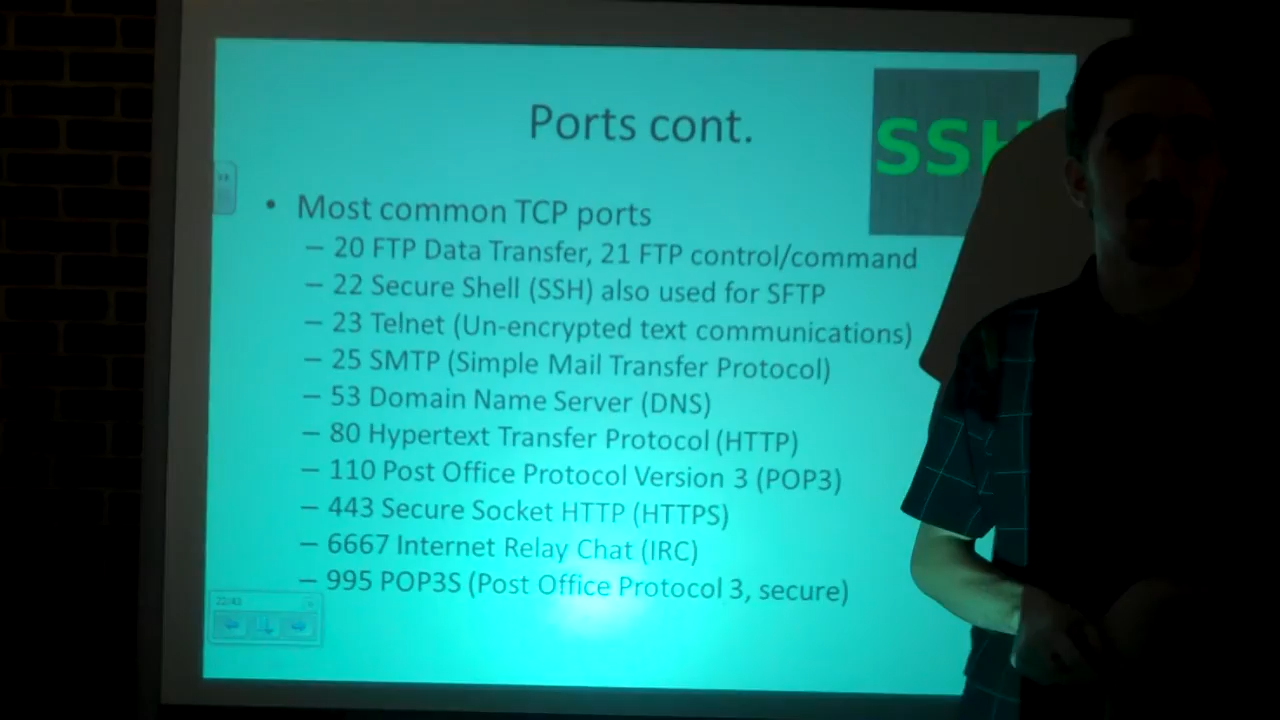 Ports cont.
SSH
• Most common TCP ports
– 20 FTP Data Transfer, 21 FTP control/command
– 22 Secure Shell (SSH) also used for SFTP
– 23 Telnet (Un-encrypted text communications)
– 25 SMTP (Simple Mail Transfer Protocol)
– 53 Domain Name Server (DNS)
– 80 Hypertext Transfer Protocol (HTTP)
– 110 Post Office Protocol Version 3 (POP3)
– 443 Secure Socket HTTP (HTTPS)
– 6667 Internet Relay Chat (IRC)
– 995 POP3S (Post Office Protocol 3, secure)
22/43